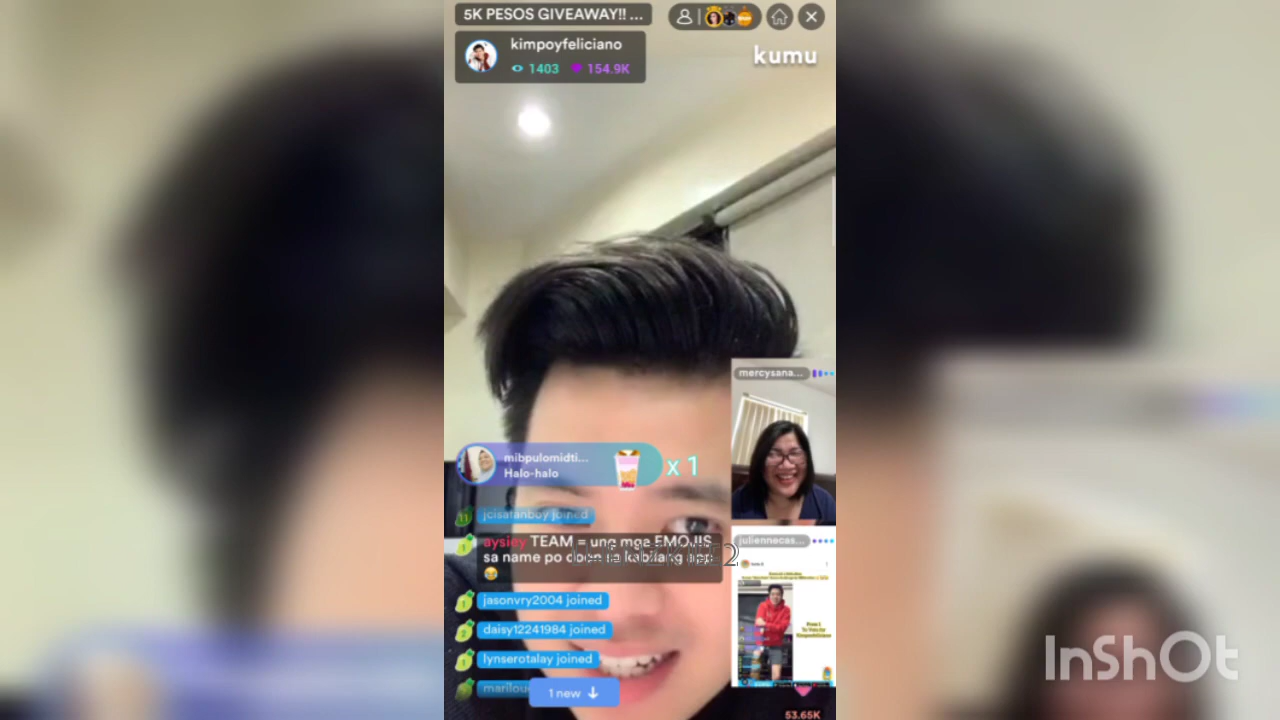 5K PESOS GIVEAWAY!! ...
kimpoyfeliciano
1403 154.9K
kumu
mercysana...
mibpulomidti...
Halo-halo
x 1
jcisatanboy joined
juliennecas...
aysiey TEAM = ung mga EMOJIS
sa name po
jasonvry2004 joined
daisy12241984 joined
lynserotalay joined
marilou
1 new
53.65K
InShOt